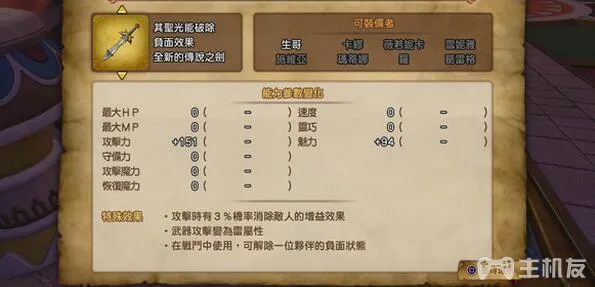 其聖光能破除
負面效果
全新的傳說之劍
可裝備者
生哥 卡繆 薇若妮卡 雪妮雅
施維亞 瑪蒂娜 羅 葛雷格
能力參數變化
最大HP 0( - )
最大MP 0( - )
攻擊力 +151( - )
守備力 0( - )
攻擊魔力 0( - )
恢復魔力 0( - )
速度 0( - )
靈巧 0( - )
魅力 +94( - )
特殊效果
・攻擊時有3%機率消除敵人的增益效果
・武器攻擊變為雷屬性
・在戰鬥中使用,可解除一位夥伴的負面狀態
主机友